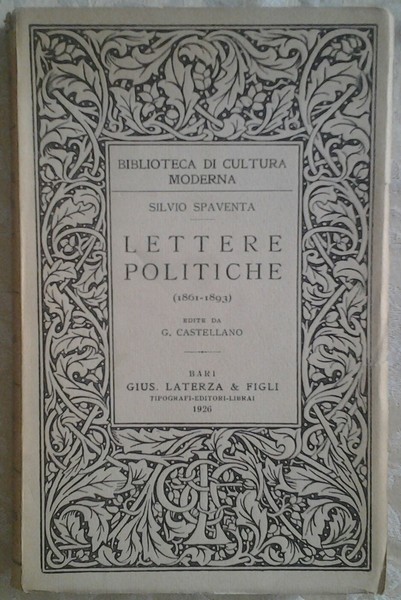 BIBLIOTECA DI CULTURA
MODERNA
SILVIO SPAVENTA
LETTERE
POLITICHE
(1861-1893)
EDITE DA
G. CASTELLANO
BARI
GIUS. LATERZA & FIGLI
TIPOGRAFI-EDITORI-LIBRAI
1926